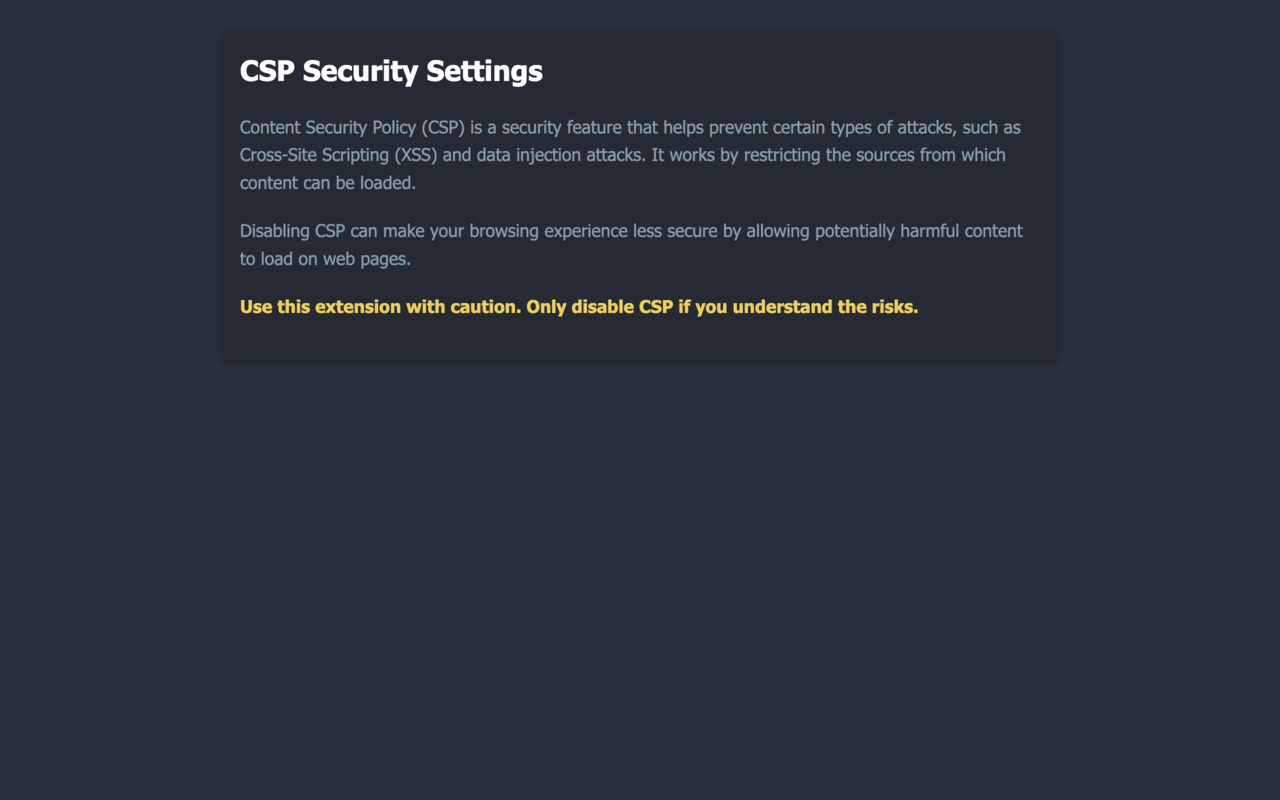 CSP Security Settings
Content Security Policy (CSP) is a security feature that helps prevent certain types of attacks, such as
Cross-Site Scripting (XSS) and data injection attacks. It works by restricting the sources from which
content can be loaded.
Disabling CSP can make your browsing experience less secure by allowing potentially harmful content
to load on web pages.
Use this extension with caution. Only disable CSP if you understand the risks.